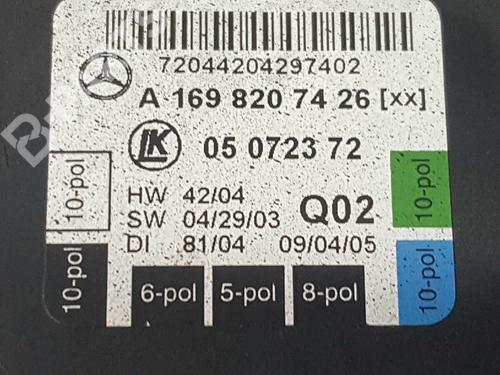 72044204297402
A 169 820 74 26 [xx]
LK 05 0723 72
HW 42/04
SW 04/29/03 Q02
DI 81/04 09/04/05
10-pol
10-pol
10-pol
10-pol
6-pol 5-pol 8-pol